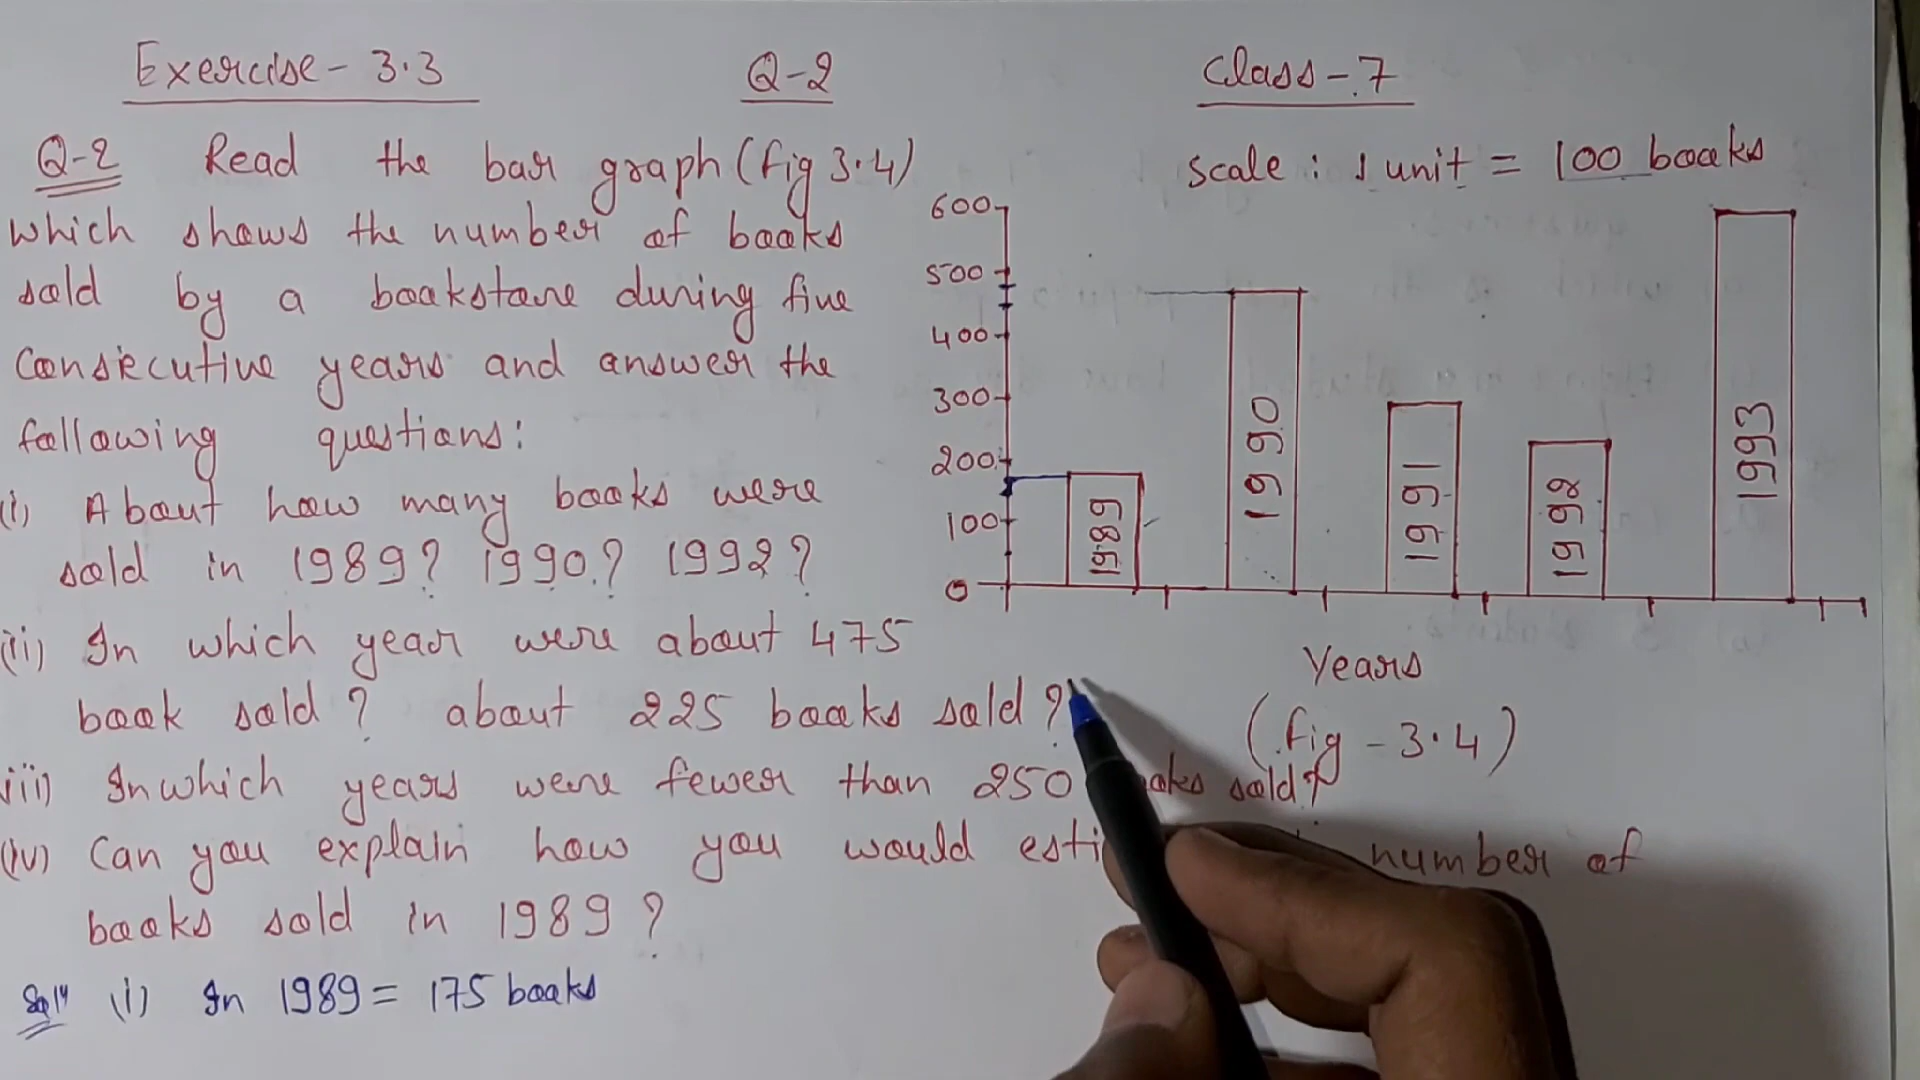 Exercise - 3.3
Q-2
Class - 7
Q-2 Read the bar graph (fig 3.4)
which shows the number of books
sold by a bookstore during five
Consecutive years and answer the
following questions:
(i) About how many books were
sold in 1989? 1990? 1992?
(ii) In which year were about 475
book sold? about 225 books sold?
(iii) In which years were fewer than 250 sold?
(iv) Can you explain how you would number of
books sold in 1989?
Soln (i) In 1989 = 175 books
scale : 1 unit = 100 books
600
500
400
300
200
100
0
1989
1990
1991
1992
1993
Years
(fig - 3.4)